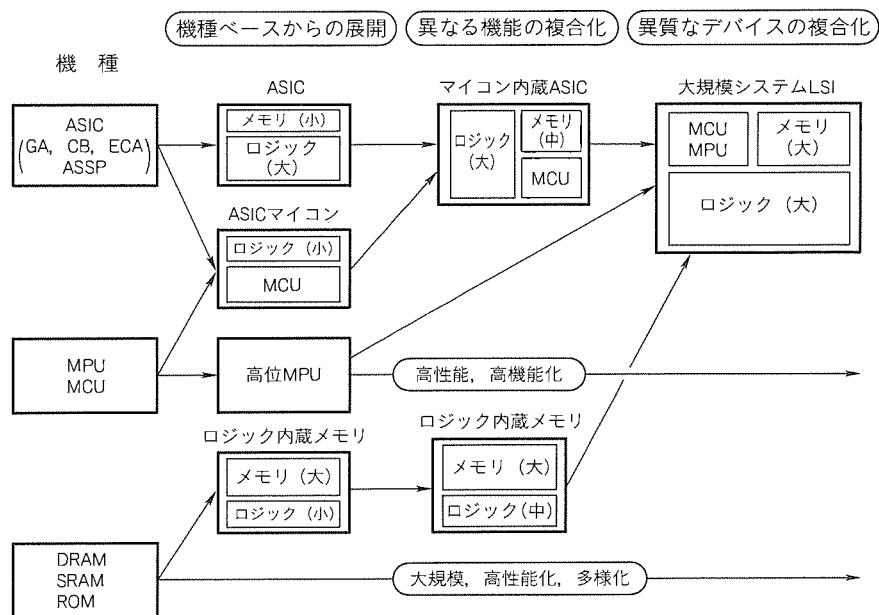 機種ベースからの展開
異なる機能の複合化
異質なデバイスの複合化
機 種
ASIC
(GA, CB, ECA)
ASSP
ASIC
メモリ (小)
ロジック
(大)
マイコン内蔵ASIC
ロジック
(大)
メモリ
(中)
MCU
大規模システムLSI
MCU
MPU
メモリ
(大)
ロジック (大)
ASICマイコン
ロジック (小)
MCU
MPU
MCU
高位MPU
高性能, 高機能化
ロジック内蔵メモリ
メモリ (大)
ロジック (小)
ロジック内蔵メモリ
メモリ (大)
ロジック(中)
DRAM
SRAM
ROM
大規模, 高性能化, 多様化